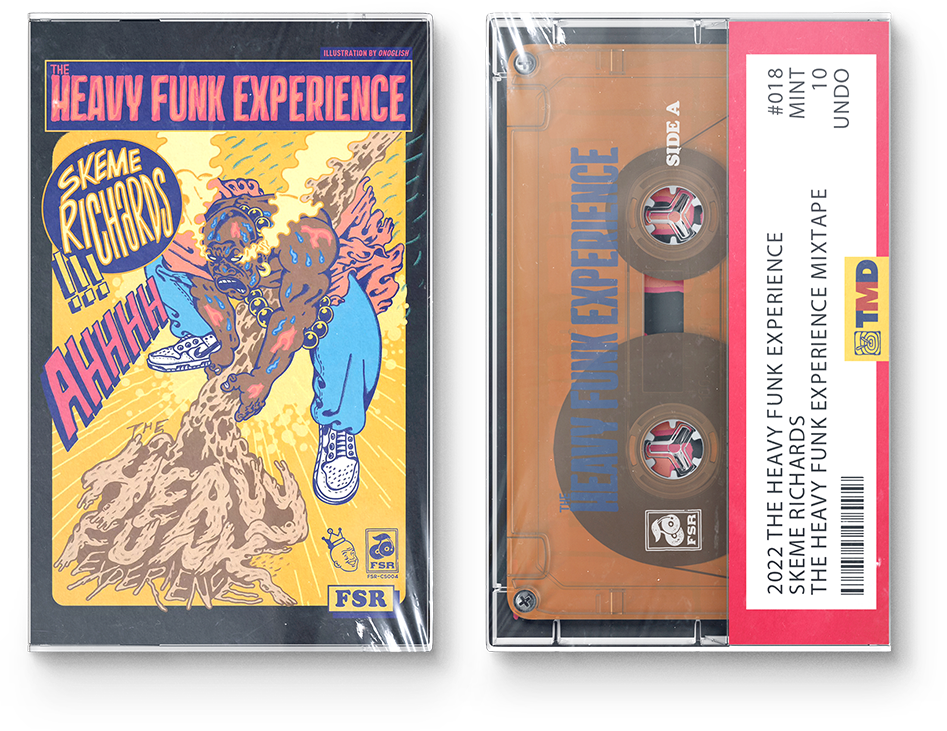 ILLUSTRATION BY ONOGLISH
THE
HEAVY FUNK EXPERIENCE
SKEME
RICHARDS
!!!
AHHHH
THE
HEAVY
FUNK
EXPERIENCE
FSR
FSR-CS004
FSR
SIDE A
THE
HEAVY FUNK EXPERIENCE
FSR
#018
MINT
10
UNDO
2022 THE HEAVY FUNK EXPERIENCE
SKEME RICHARDS
THE HEAVY FUNK EXPERIENCE MIXTAPE
TMD